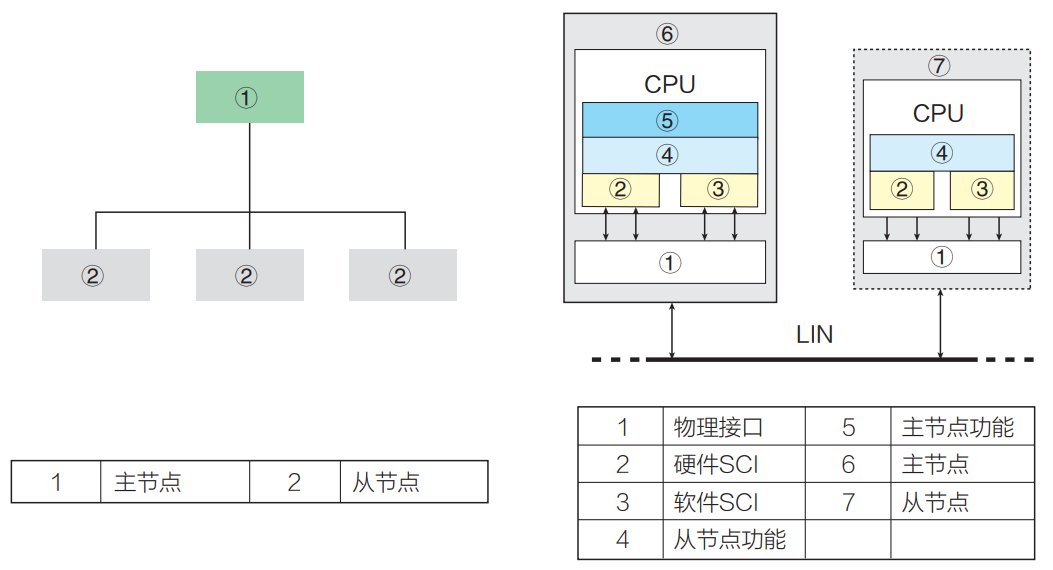 ①
② ② ②
1 主节点 2 从节点
⑥
CPU
⑤
④
② ③
①
⑦
CPU
④
② ③
①
LIN
1 物理接口 5 主节点功能
2 硬件SCI 6 主节点
3 软件SCI 7 从节点
4 从节点功能